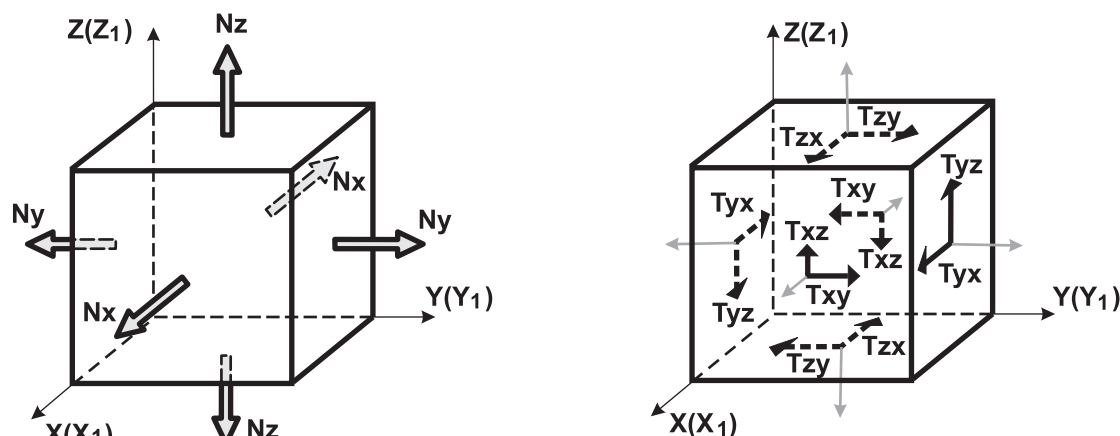 Z(Z₁)
Nz
Nx
Ny
Ny
Nx
Y(Y₁)
Nz
X(X₁)
Z(Z₁)
Tzy
Tzx
Tyz
Txy
Tyx
Txz
Txz
Tyx
Txy
Tyz
Y(Y₁)
Tzx
Tzy
X(X₁)